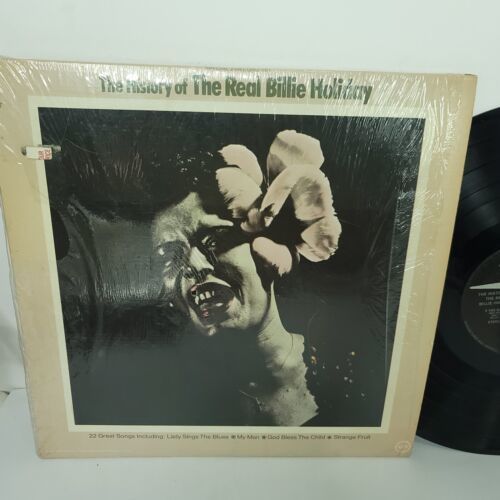 The History of The Real Billie Holiday
22 Great Songs Including: Lady Sings The Blues ✱ My Man ✱ God Bless The Child ✱ Strange Fruit